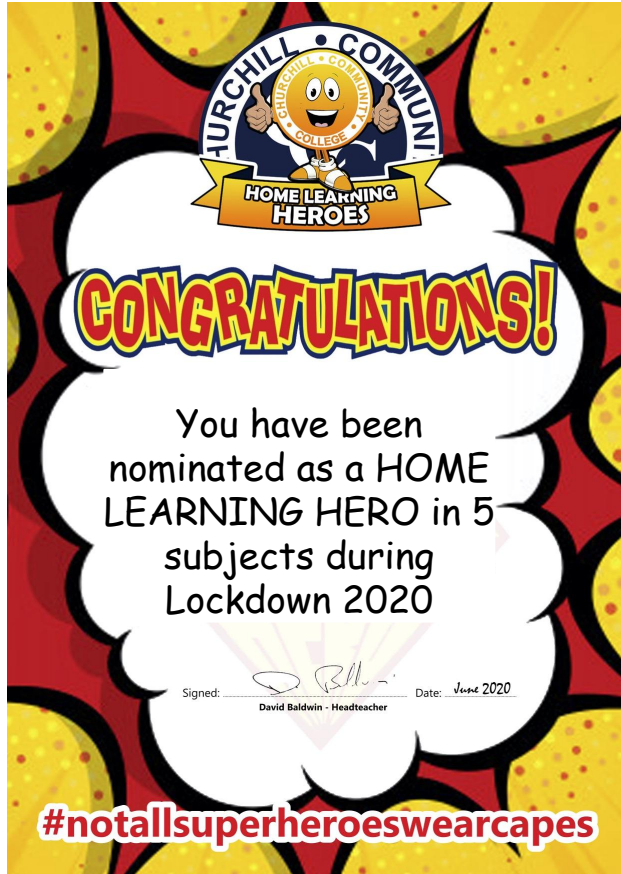 CHURCHILL • COMMUNI
CHURCHILL • COMMUNITY
COLLEGE
HOME LEARNING
HEROES
CONGRATULATIONS!
You have been
nominated as a HOME
LEARNING HERO in 5
subjects during
Lockdown 2020
Signed: D. Baldwin Date: June 2020
David Baldwin - Headteacher
#notallsuperheroeswearcapes